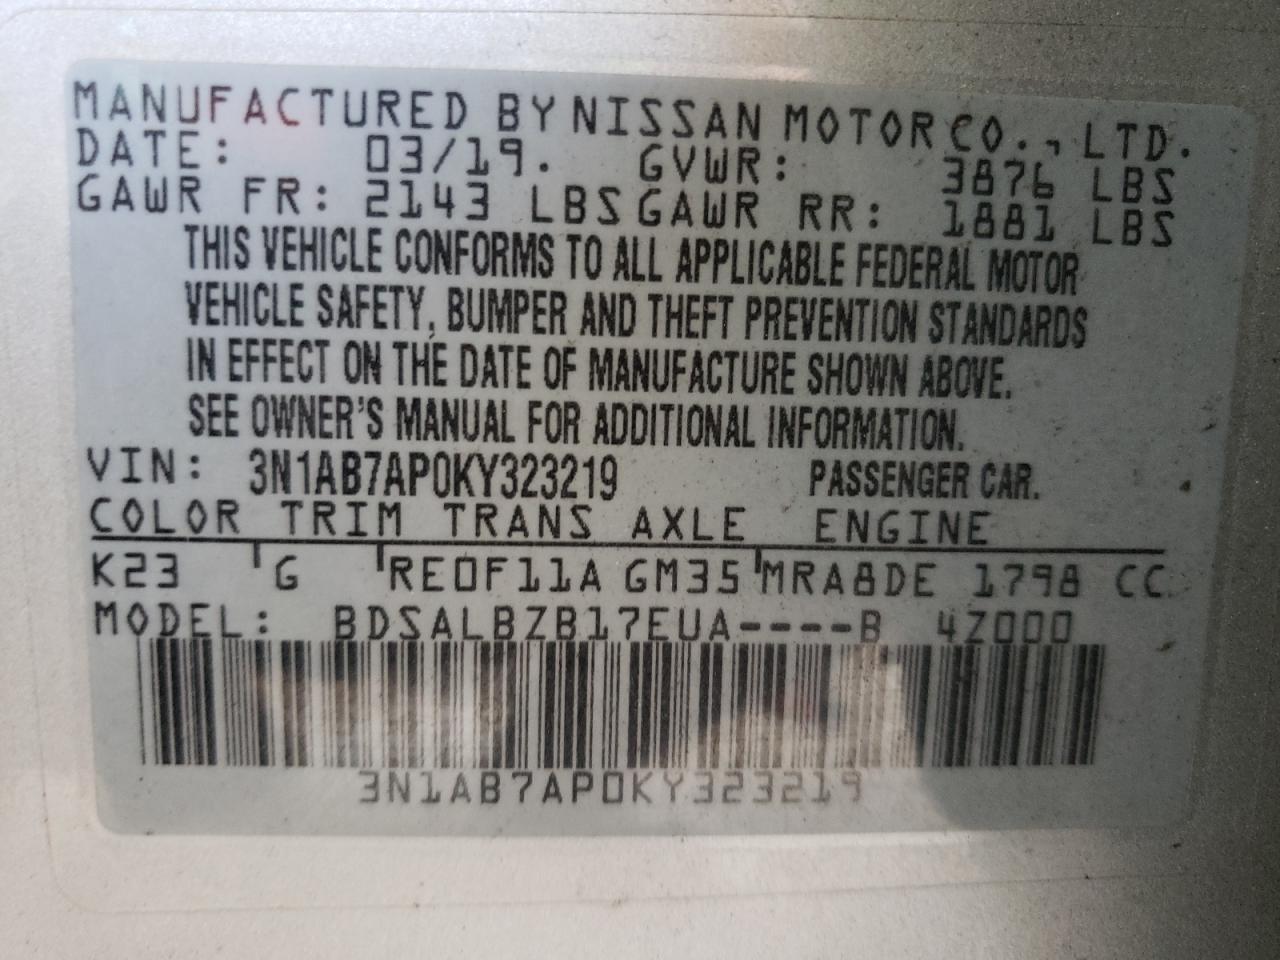 MANUFACTURED BY NISSAN MOTOR CO., LTD.
DATE: 03/19. GVWR: 3876 LBS
GAWR FR: 2143 LBS GAWR RR: 1881 LBS
THIS VEHICLE CONFORMS TO ALL APPLICABLE FEDERAL MOTOR
VEHICLE SAFETY, BUMPER AND THEFT PREVENTION STANDARDS
IN EFFECT ON THE DATE OF MANUFACTURE SHOWN ABOVE.
SEE OWNER'S MANUAL FOR ADDITIONAL INFORMATION.
VIN: 3N1AB7AP0KY323219 PASSENGER CAR.
COLOR TRIM TRANS AXLE ENGINE
K23 G RE0F11A GM35 MRA8DE 1798 CC
MODEL: BDSALBZB17EUA----B 4Z000
3N1AB7AP0KY323219